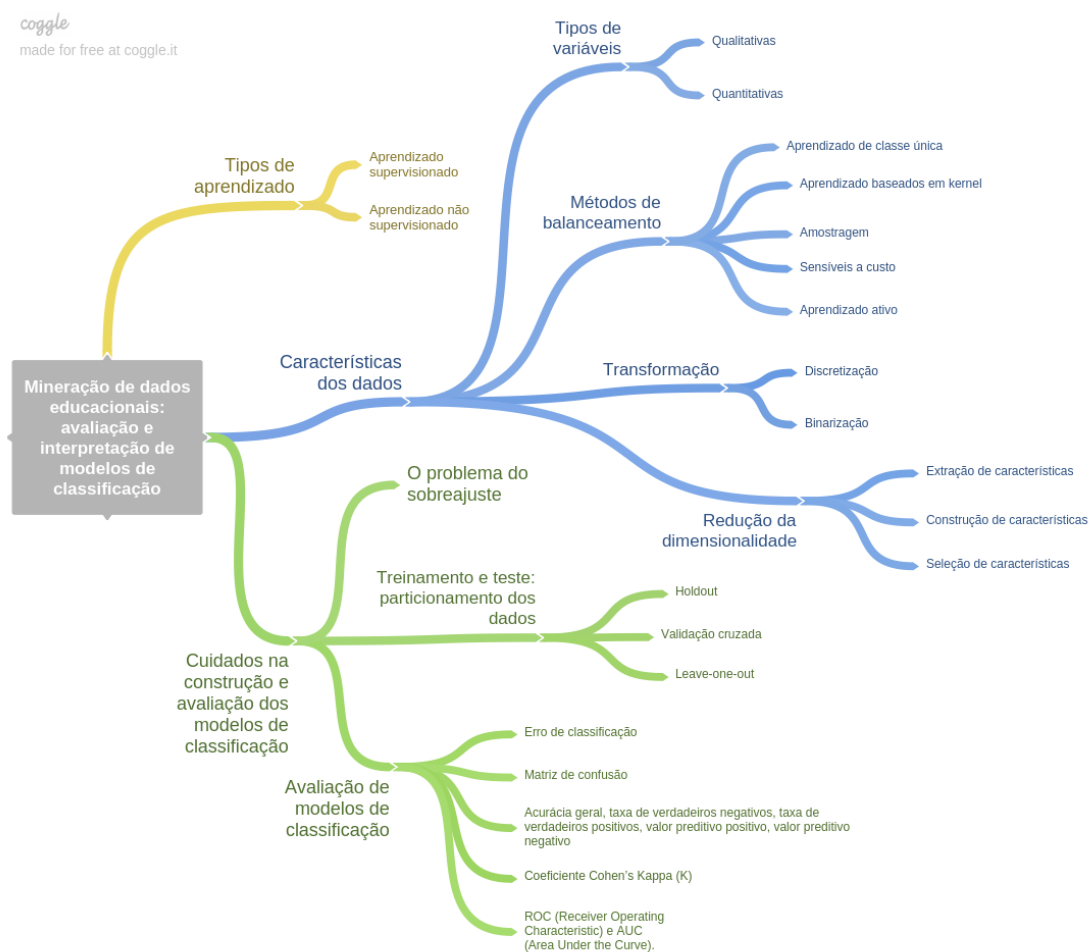 coggle
made for free at coggle.it
Tipos de
variáveis
Qualitativas
Quantitativas
Tipos de
aprendizado
Aprendizado
supervisionado
Aprendizado não
supervisionado
Métodos de
balanceamento
Aprendizado de classe única
Aprendizado baseados em kernel
Amostragem
Sensíveis a custo
Aprendizado ativo
Mineração de dados
educacionais:
avaliação e
interpretação de
modelos de
classificação
Características
dos dados
Transformação
Discretização
Binarização
Redução da
dimensionalidade
Extração de características
Construção de características
Seleção de características
O problema do
sobreajuste
Treinamento e teste:
particionamento dos
dados
Holdout
Validação cruzada
Leave-one-out
Cuidados na
construção e
avaliação dos
modelos de
classificação
Avaliação de
modelos de
classificação
Erro de classificação
Matriz de confusão
Acurácia geral, taxa de verdadeiros negativos, taxa de
verdadeiros positivos, valor preditivo positivo, valor preditivo
negativo
Coeficiente Cohen's Kappa (K)
ROC (Receiver Operating
Characteristic) e AUC
(Area Under the Curve).